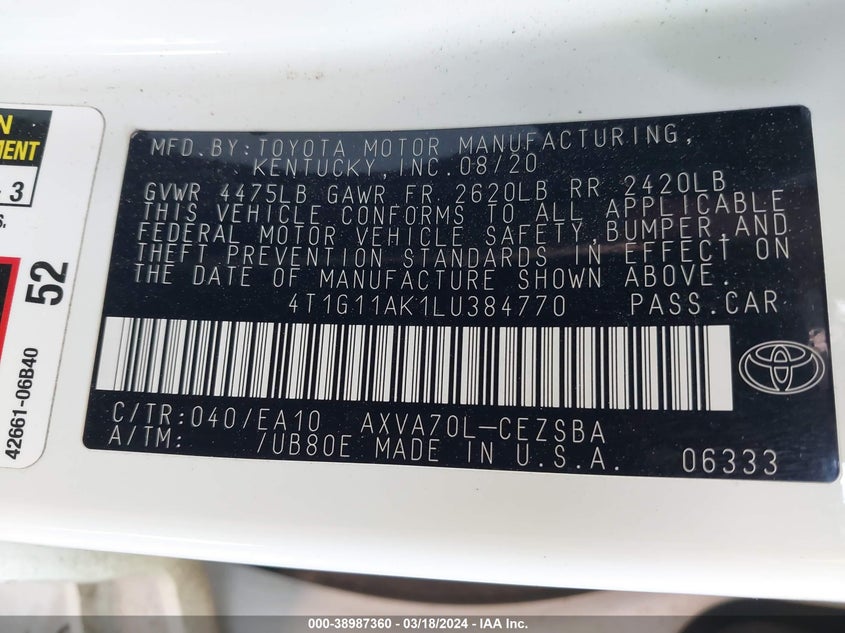 N
MENT
3
S.
52
42661-06B40
MFD. BY: TOYOTA MOTOR MANUFACTURING,
KENTUCKY, INC. 08/20
GVWR 4475LB GAWR FR 2620LB RR 2420LB
THIS VEHICLE CONFORMS TO ALL APPLICABLE
FEDERAL MOTOR VEHICLE SAFETY, BUMPER, AND
THEFT PREVENTION STANDARDS IN EFFECT ON
THE DATE OF MANUFACTURE SHOWN ABOVE.
4T1G11AK1LU384770 PASS.CAR
C/TR: 040/EA10 AXVA70L-CEZSBA
A/TM: /UB80E MADE IN U.S.A. 06333
000-38987360 — 03/18/2024 — IAA Inc.